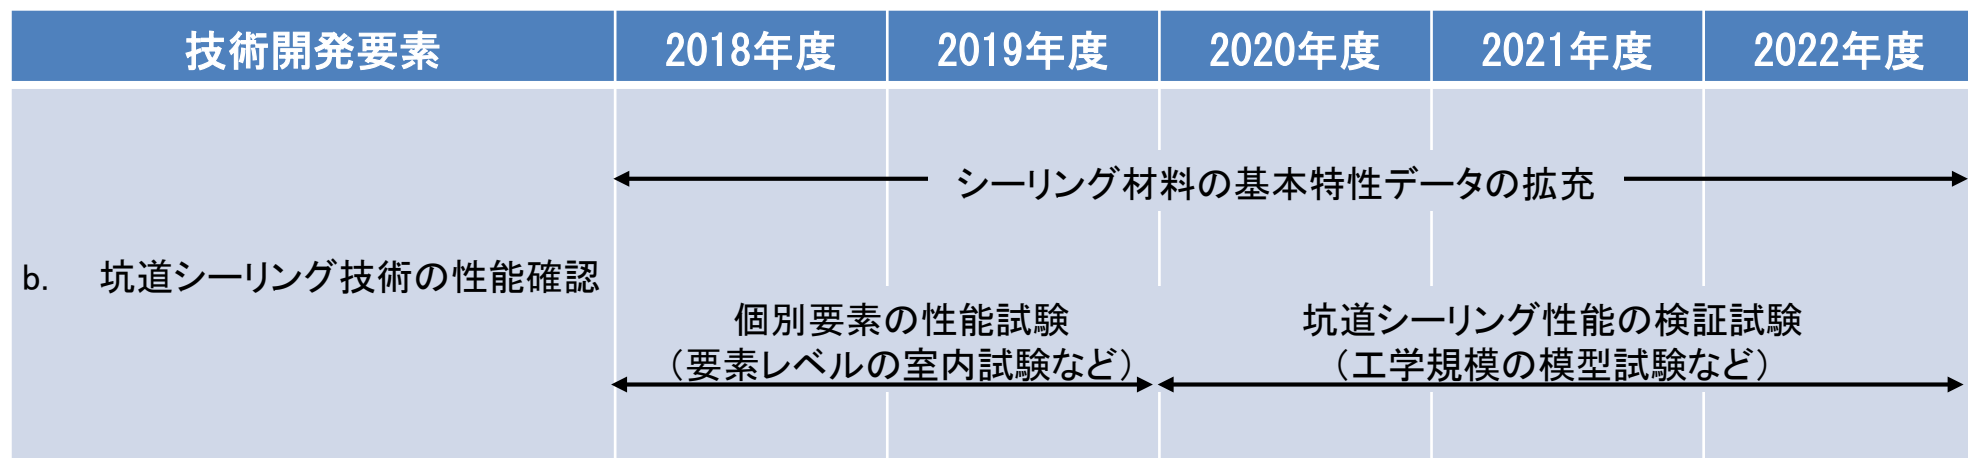 技術開発要素 2018年度 2019年度 2020年度 2021年度 2022年度
シーリング材料の基本特性データの拡充
b. 坑道シーリング技術の性能確認
個別要素の性能試験
（要素レベルの室内試験など）
坑道シーリング性能の検証試験
（工学規模の模型試験など）